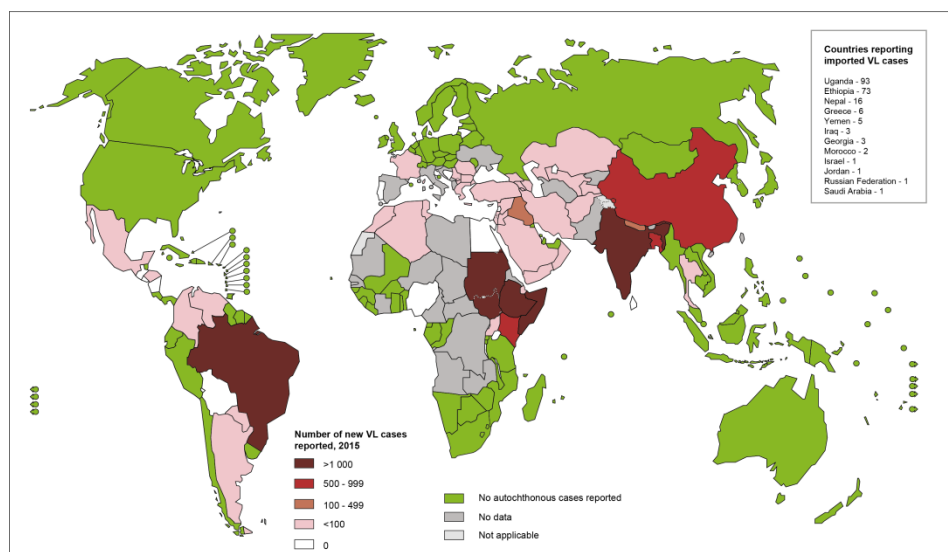 Countries reporting
imported VL cases
Uganda - 93
Ethiopia - 73
Nepal - 16
Greece - 6
Yemen - 5
Iraq - 3
Georgia - 3
Morocco - 2
Israel - 1
Jordan - 1
Russian Federation - 1
Saudi Arabia - 1
Number of new VL cases
reported, 2015
>1 000
500 - 999
100 - 499
<100
0
No autochthonous cases reported
No data
Not applicable